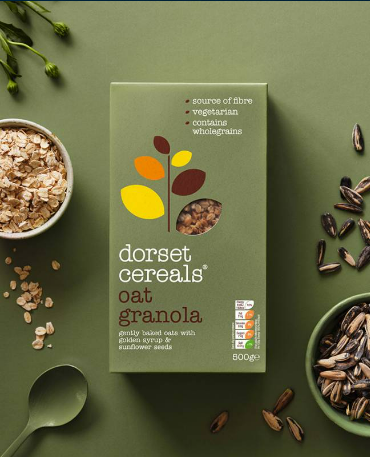 source of fibre
vegetarian
contains
wholegrains
dorset
cereals®
oat
granola
gently baked oats with
golden syrup &
sunflower seeds
500g℮